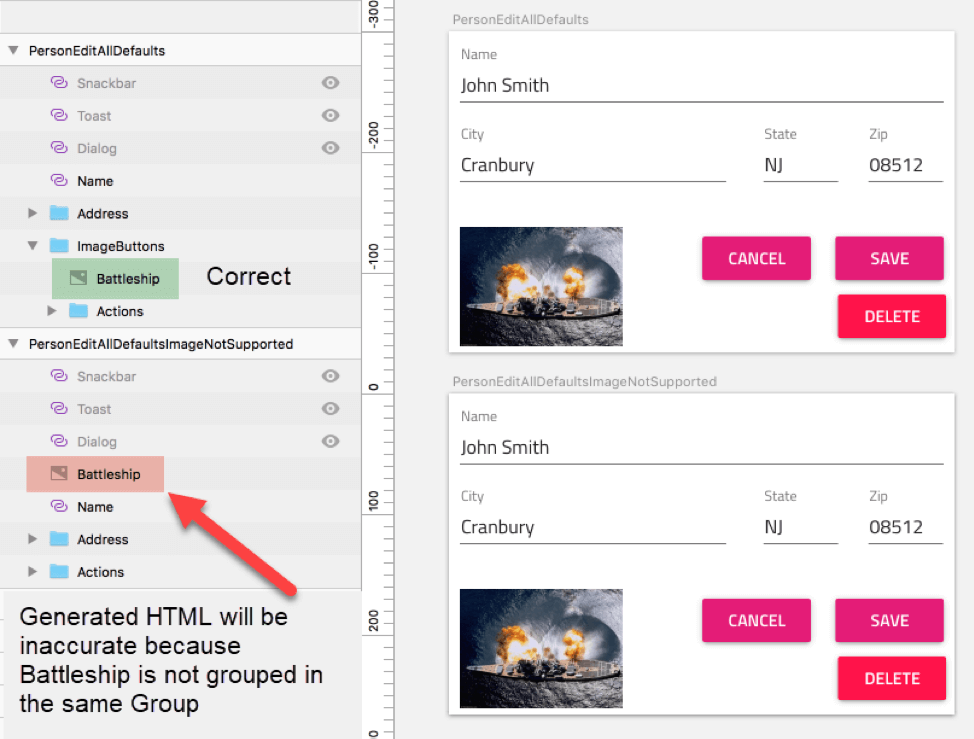 PersonEditAllDefaults
Snackbar
Toast
Dialog
Name
Address
ImageButtons
Battleship
Correct
Actions
PersonEditAllDefaultsImageNotSupported
Snackbar
Toast
Dialog
Battleship
Name
Address
Actions
Generated HTML will be
inaccurate because
Battleship is not grouped in
the same Group
-300
-200
-100
0
100
200
0
PersonEditAllDefaults
Name
John Smith
City State Zip
Cranbury NJ 08512
CANCEL SAVE
DELETE
PersonEditAllDefaultsImageNotSupported
Name
John Smith
City State Zip
Cranbury NJ 08512
CANCEL SAVE
DELETE